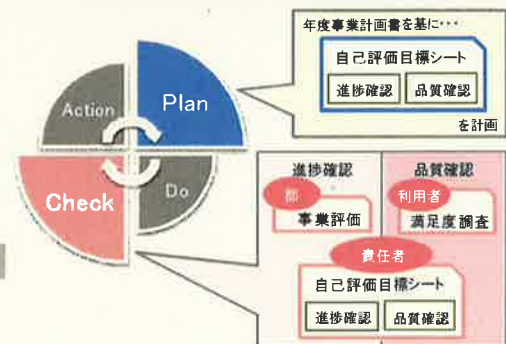 年度事業計画書を基に・・・
自己評価目標シート
進捗確認 品質確認
を計画
Action Plan
Check Do
進捗確認 品質確認
都 利用者
事業評価 満足度調査
責任者
自己評価目標シート
進捗確認 品質確認